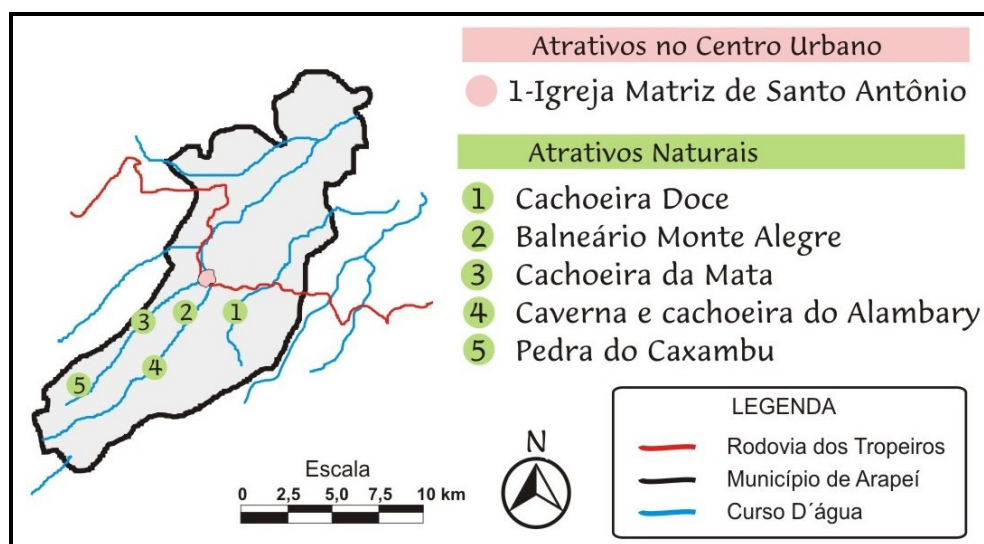 Atrativos no Centro Urbano
1-Igreja Matriz de Santo Antônio
Atrativos Naturais
1 Cachoeira Doce
2 Balneário Monte Alegre
3 Cachoeira da Mata
4 Caverna e cachoeira do Alambary
5 Pedra do Caxambu
1
2
3
4
5
LEGENDA
Rodovia dos Tropeiros
Município de Arapeí
Curso D´água
N
Escala
0 2,5 5,0 7,5 10 km